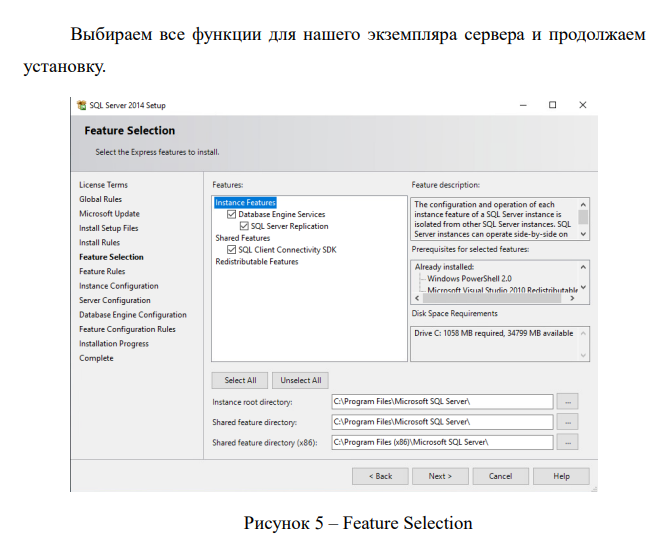 Выбираем все функции для нашего экземпляра сервера и продолжаем
установку.
SQL Server 2014 Setup
Feature Selection
Select the Express features to install.
License Terms
Global Rules
Microsoft Update
Install Setup Files
Install Rules
Feature Selection
Feature Rules
Instance Configuration
Server Configuration
Database Engine Configuration
Feature Configuration Rules
Installation Progress
Complete
Features:
Instance Features
Database Engine Services
SQL Server Replication
Shared Features
SQL Client Connectivity SDK
Redistributable Features
Feature description:
The configuration and operation of each
instance feature of a SQL Server instance is
isolated from other SQL Server instances. SQL
Server instances can operate side-by-side on
Prerequisites for selected features:
Already installed:
Windows PowerShell 2.0
Microsoft Visual Studio 2010 Redistributable
Disk Space Requirements
Drive C: 1058 MB required, 34799 MB available
Select All
Unselect All
Instance root directory:
C:\Program Files\Microsoft SQL Server\
...
Shared feature directory:
C:\Program Files\Microsoft SQL Server\
...
Shared feature directory (x86):
C:\Program Files (x86)\Microsoft SQL Server\
...
< Back
Next >
Cancel
Help
Рисунок 5 – Feature Selection